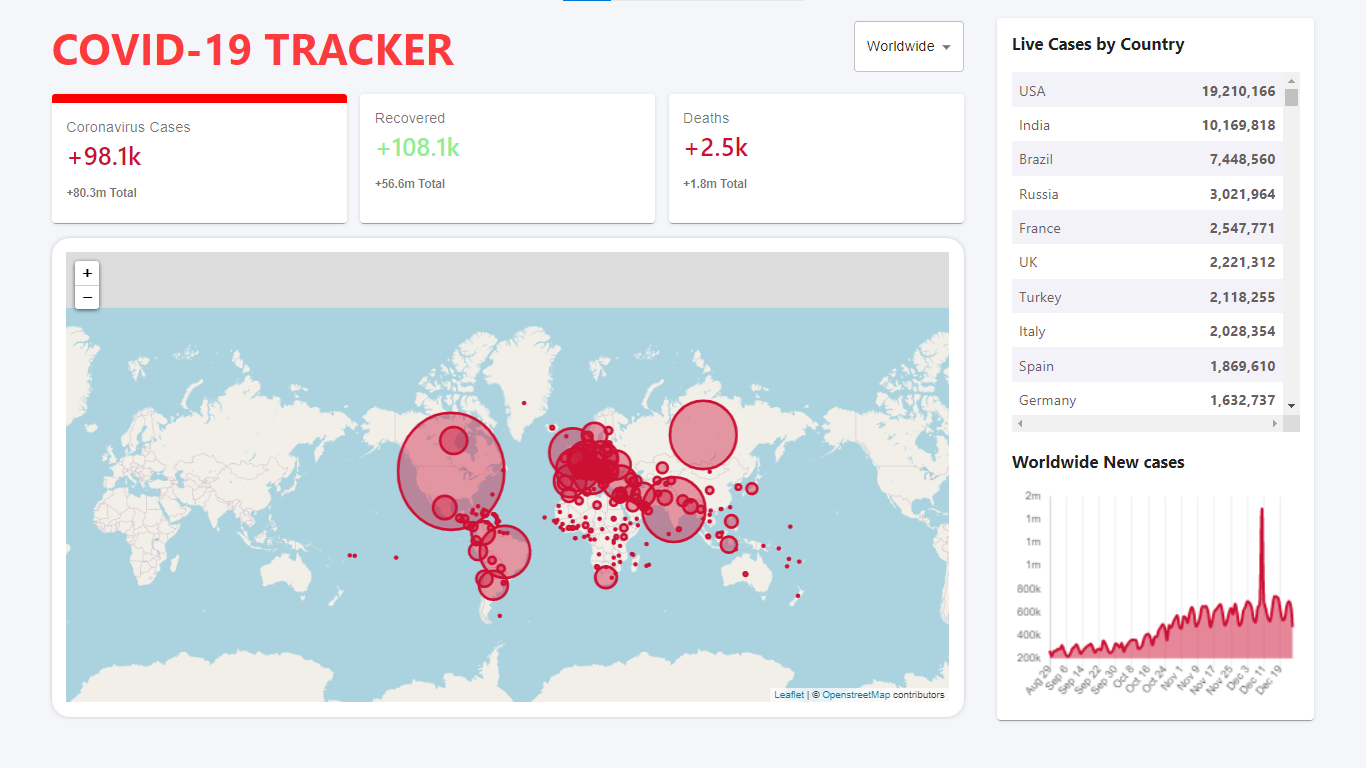 COVID-19 TRACKER
Worldwide
Coronavirus Cases
+98.1k
+80.3m Total
Recovered
+108.1k
+56.6m Total
Deaths
+2.5k
+1.8m Total
+
−
Leaflet | © OpenstreetMap contributors
Live Cases by Country
USA 19,210,166
India 10,169,818
Brazil 7,448,560
Russia 3,021,964
France 2,547,771
UK 2,221,312
Turkey 2,118,255
Italy 2,028,354
Spain 1,869,610
Germany 1,632,737
Worldwide New cases
2m
1m
1m
1m
800k
600k
400k
200k
Aug 29 Sep 6 Sep 14 Sep 22 Sep 30 Oct 8 Oct 16 Oct 24 Nov 1 Nov 9 Nov 17 Nov 25 Dec 3 Dec 11 Dec 19